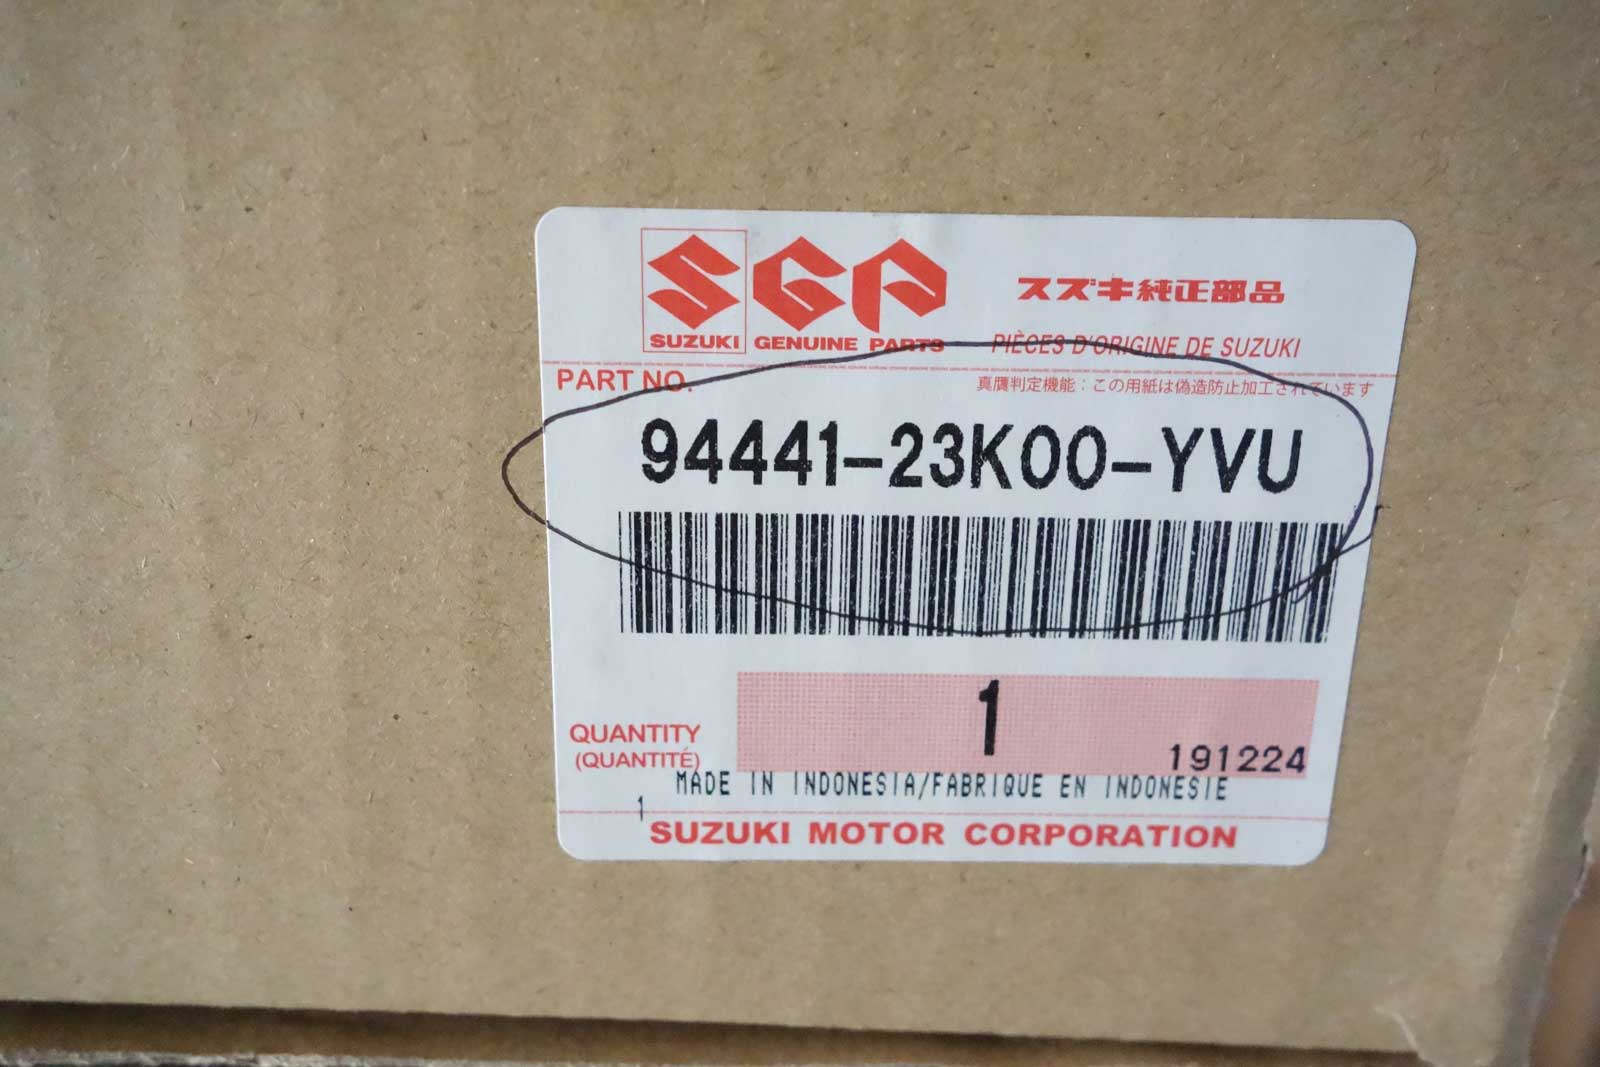 SGP
スズキ純正部品
SUZUKI GENUINE PARTS
PIÈCES D'ORIGINE DE SUZUKI
PART NO.
真贋判定機能：この用紙は偽造防止加工されています
94441-23K00-YVU
1
QUANTITY
(QUANTITÉ)
191224
MADE IN INDONESIA/FABRIQUE EN INDONESIE
1
SUZUKI MOTOR CORPORATION